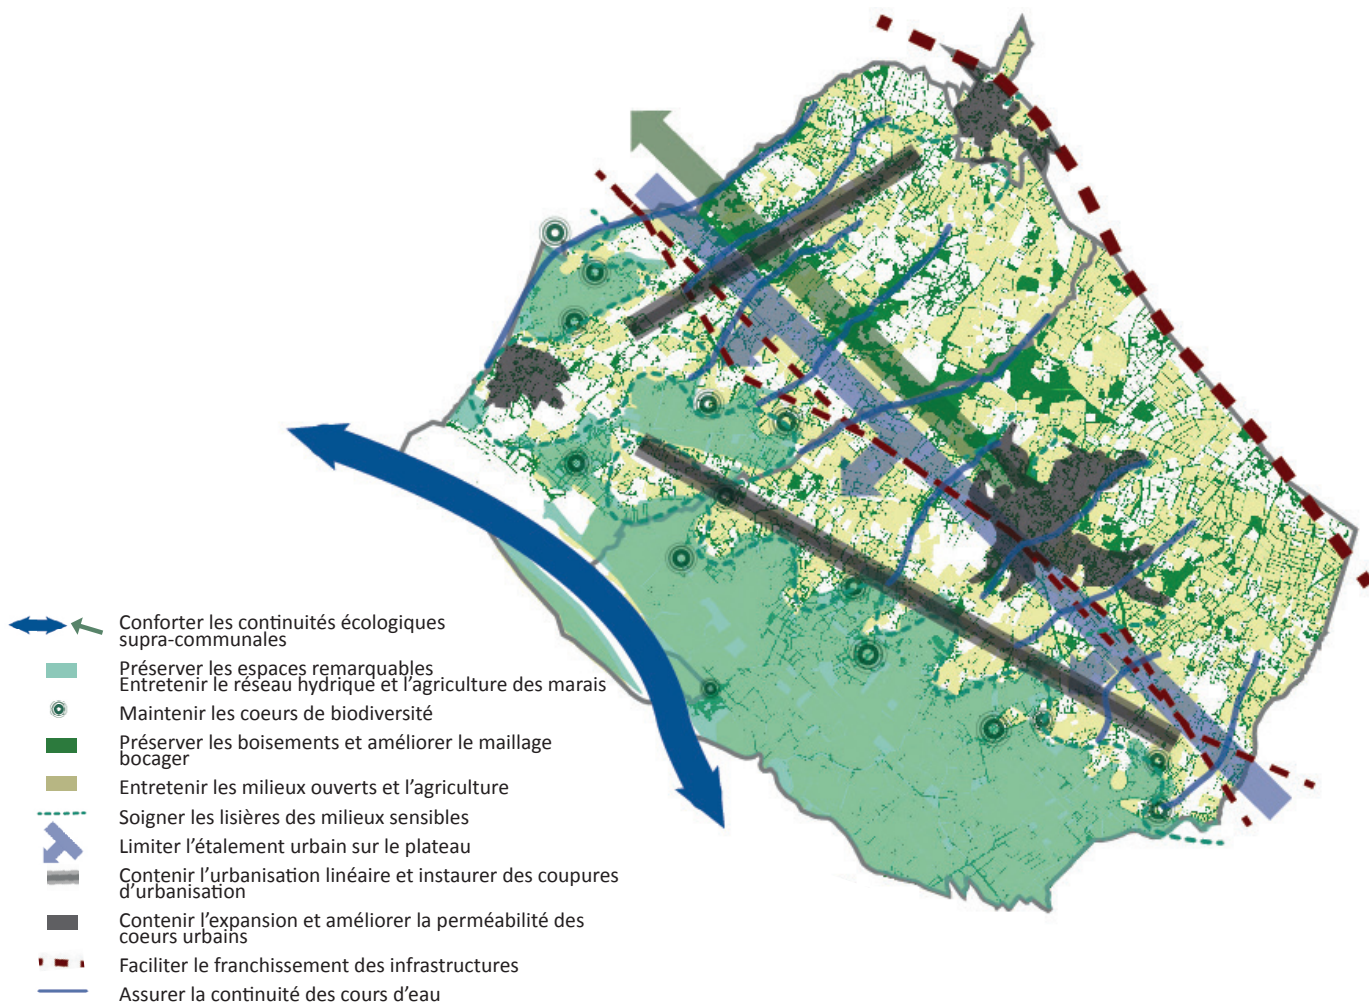 Conforter les continuités écologiques
supra-communales
Préserver les espaces remarquables
Entretenir le réseau hydrique et l'agriculture des marais
Maintenir les coeurs de biodiversité
Préserver les boisements et améliorer le maillage
bocager
Entretenir les milieux ouverts et l'agriculture
Soigner les lisières des milieux sensibles
Limiter l'étalement urbain sur le plateau
Contenir l'urbanisation linéaire et instaurer des coupures
d'urbanisation
Contenir l'expansion et améliorer la perméabilité des
coeurs urbains
Faciliter le franchissement des infrastructures
Assurer la continuité des cours d'eau